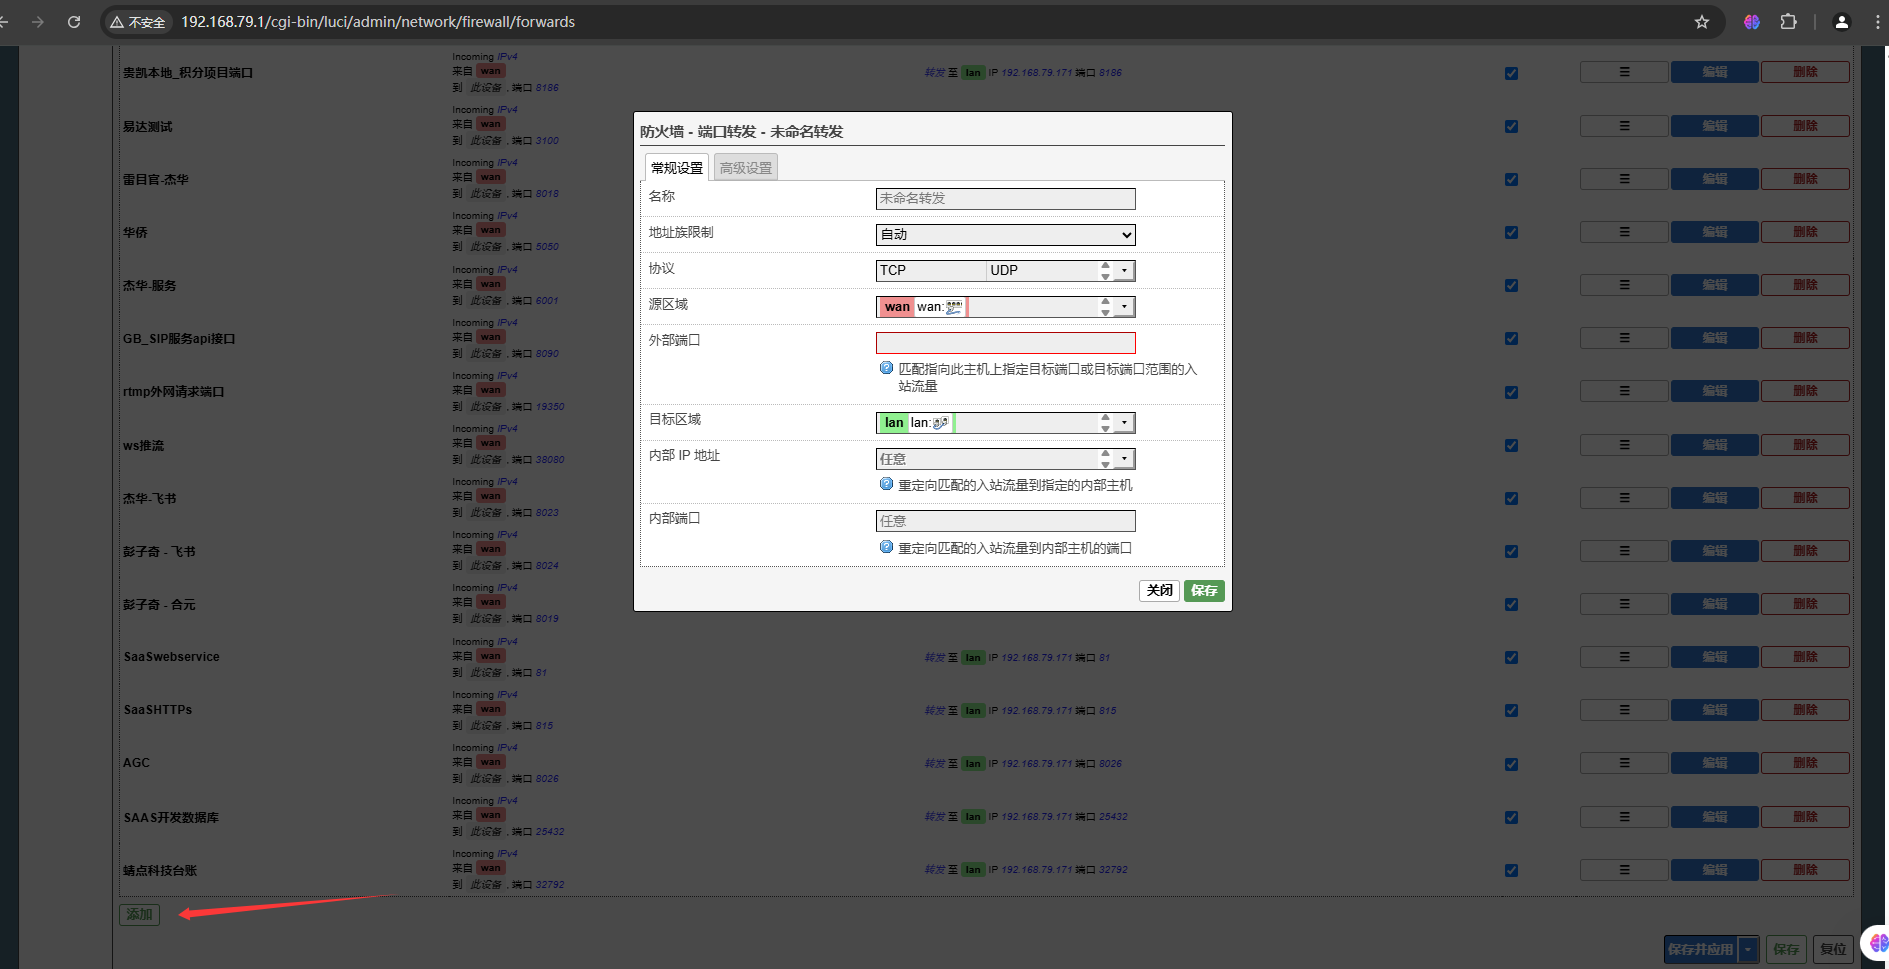 不安全 192.168.79.1/cgi-bin/luci/admin/network/firewall/forwards
Incoming IPv4
贵凯本地_积分项目端口 来自 wan 转发 至 lan IP 192.168.79.171 端口 8186 编辑 删除
到 此设备 , 端口 8186
Incoming IPv4
易达测试 来自 wan 编辑 删除
到 此设备 , 端口 3100
Incoming IPv4
雷目官-杰华 来自 wan 编辑 删除
到 此设备 , 端口 8018
Incoming IPv4
华侨 来自 wan 编辑 删除
到 此设备 , 端口 5050
Incoming IPv4
杰华-服务 来自 wan 编辑 删除
到 此设备 , 端口 6001
Incoming IPv4
GB_SIP服务api接口 来自 wan 编辑 删除
到 此设备 , 端口 8090
Incoming IPv4
rtmp外网请求端口 来自 wan 编辑 删除
到 此设备 , 端口 19350
Incoming IPv4
ws推流 来自 wan 编辑 删除
到 此设备 , 端口 38080
Incoming IPv4
杰华-飞书 来自 wan 编辑 删除
到 此设备 , 端口 8023
Incoming IPv4
彭子奇 - 飞书 来自 wan 编辑 删除
到 此设备 , 端口 8024
Incoming IPv4
彭子奇 - 合元 来自 wan 编辑 删除
到 此设备 , 端口 8019
Incoming IPv4
SaaSwebservice 来自 wan 转发 至 lan IP 192.168.79.171 端口 81 编辑 删除
到 此设备 , 端口 81
Incoming IPv4
SaaSHTTPs 来自 wan 转发 至 lan IP 192.168.79.171 端口 815 编辑 删除
到 此设备 , 端口 815
Incoming IPv4
AGC 来自 wan 转发 至 lan IP 192.168.79.171 端口 8026 编辑 删除
到 此设备 , 端口 8026
Incoming IPv4
SAAS开发数据库 来自 wan 转发 至 lan IP 192.168.79.171 端口 25432 编辑 删除
到 此设备 , 端口 25432
Incoming IPv4
蜻点科技台账 来自 wan 转发 至 lan IP 192.168.79.171 端口 32792 编辑 删除
到 此设备 , 端口 32792
添加
保存并应用 保存 复位
防火墙 - 端口转发 - 未命名转发
常规设置 高级设置
名称 未命名转发
地址族限制 自动
协议 TCP UDP
源区域 wan wan:
外部端口
匹配指向此主机上指定目标端口或目标端口范围的入
站流量
目标区域 lan lan:
内部 IP 地址 任意
重定向匹配的入站流量到指定的内部主机
内部端口 任意
重定向匹配的入站流量到内部主机的端口
关闭 保存